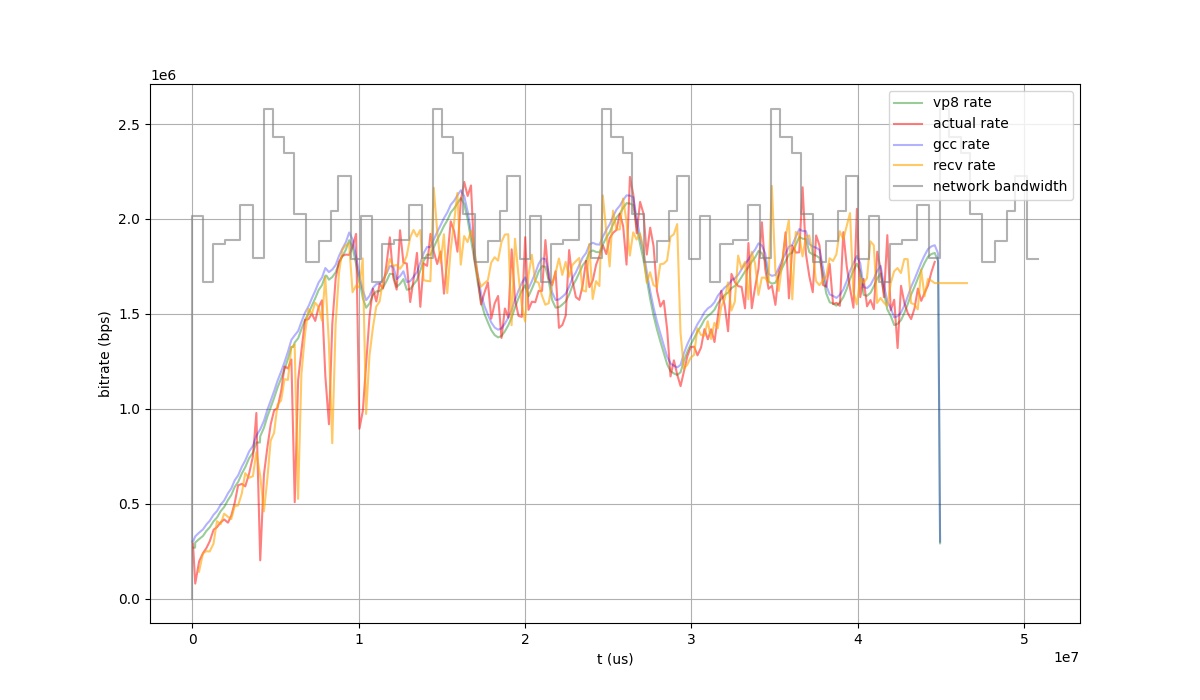 1e6
2.5
2.0
1.5
1.0
0.5
0.0
bitrate (bps)
vp8 rate
actual rate
gcc rate
recv rate
network bandwidth
0 1 2 3 4 5
t (us)
1e7